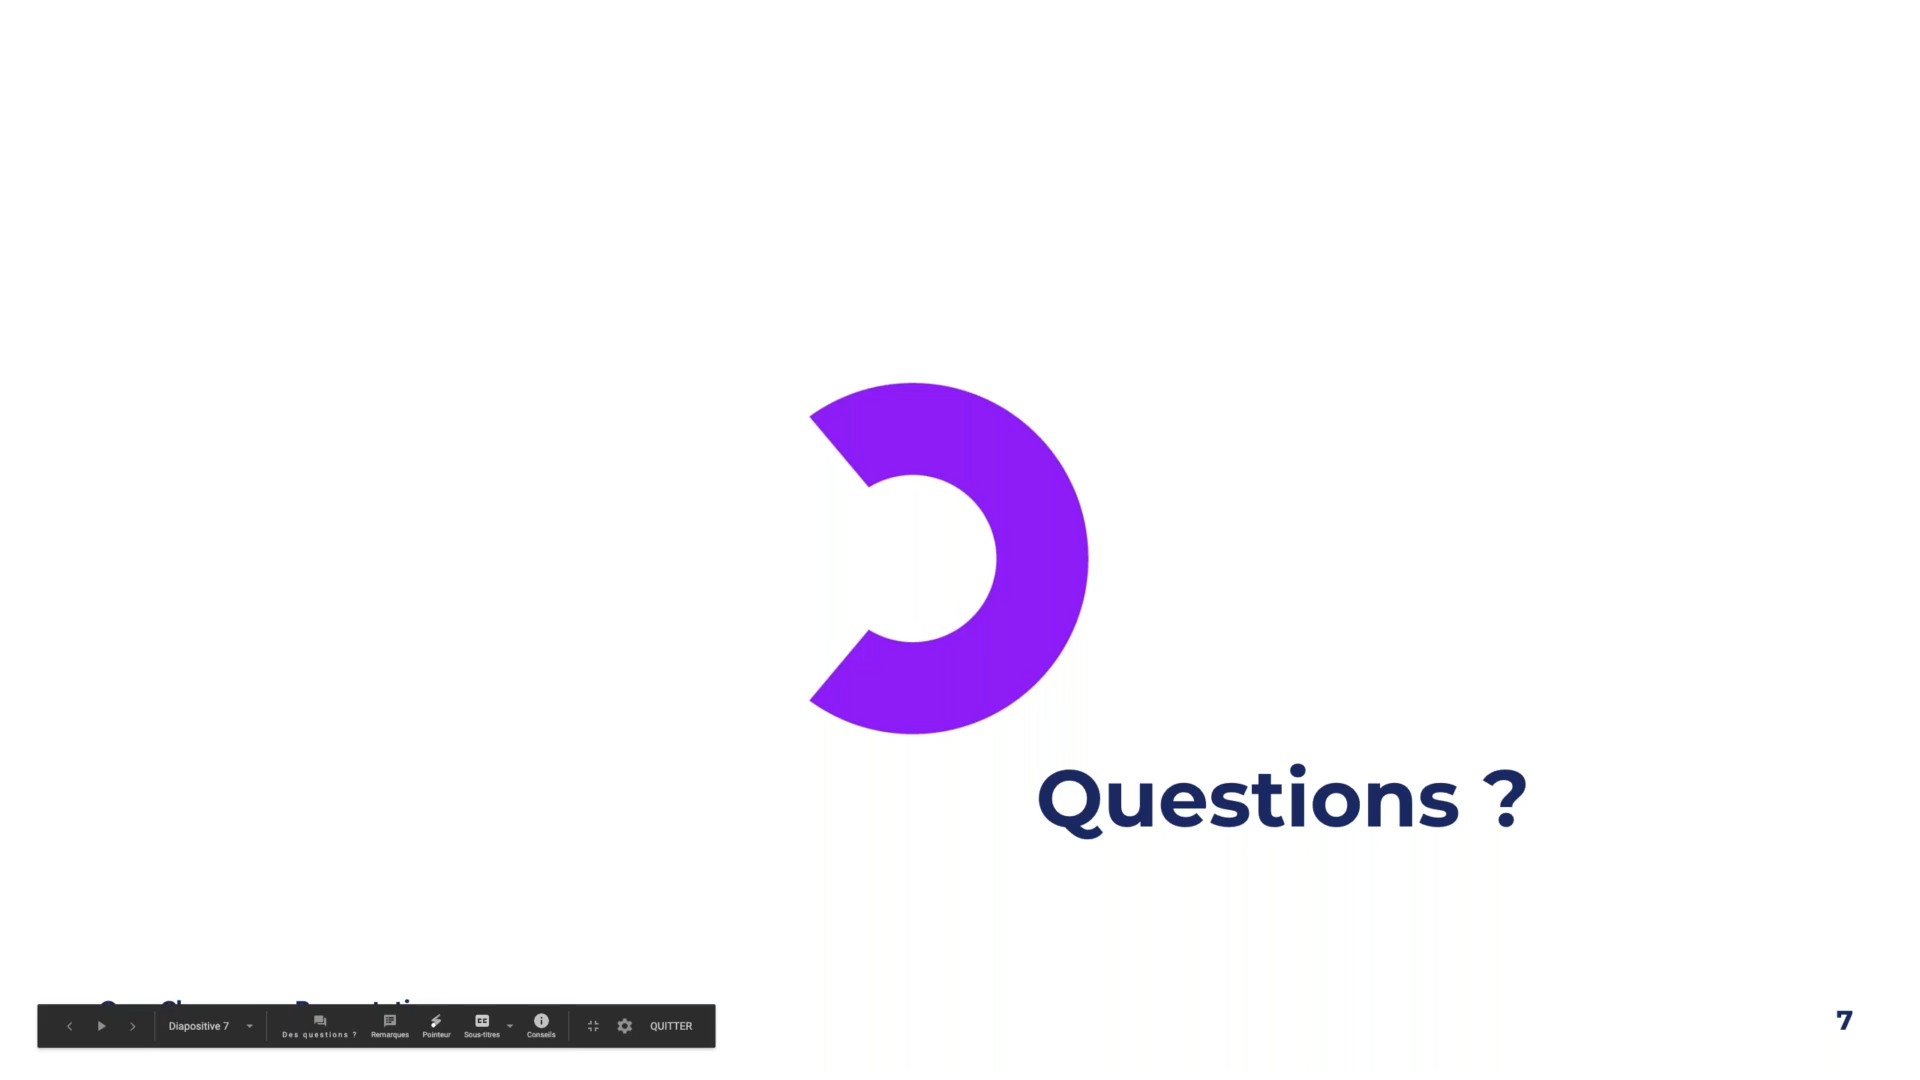 Questions ?
Diapositive 7
Des questions ?
Remarques
Pointeur
Sous-titres
Conseils
QUITTER
7